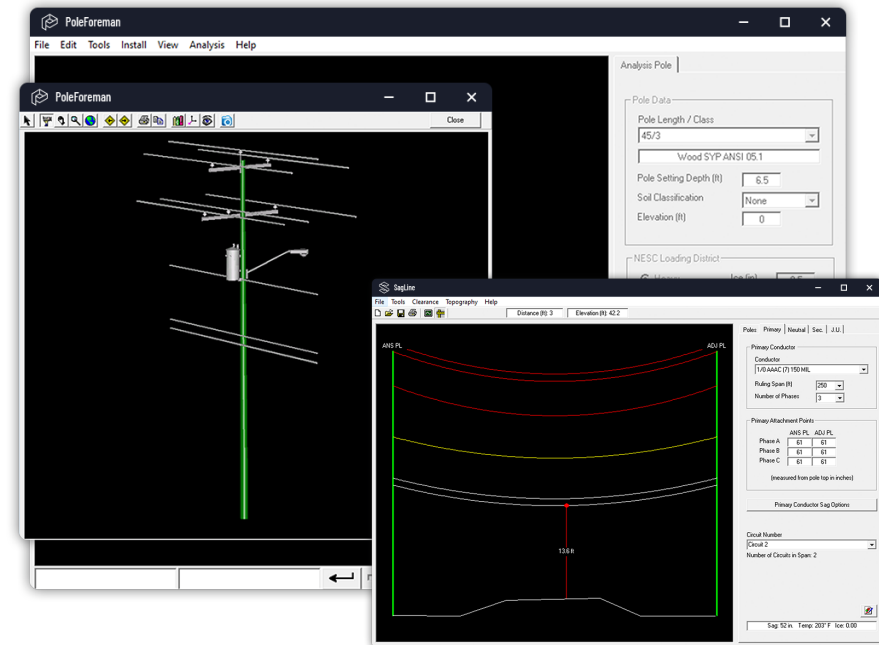 PoleForeman
File Edit Tools Install View Analysis Help
Analysis Pole
Pole Data
Pole Length / Class
45/3
Wood SYP ANSI 05.1
Pole Setting Depth (ft) 6.5
Soil Classification None
Elevation (ft) 0
NESC Loading District
PoleForeman
Close
SagLine
File Tools Clearance Topography Help
Distance (ft): 3 Elevation (ft): 42.2
ANS PL ADJ PL
13.6 ft
Poles Primary Neutral Sec. J.U.
Primary Conductor
Conductor
1/0 AAAC (7) 150 MIL
Ruling Span (ft) 250
Number of Phases 3
Primary Attachment Points
ANS PL ADJ PL
Phase A 61 61
Phase B 61 61
Phase C 61 61
(measured from pole top in inches)
Primary Conductor Sag Options
Circuit Number
Circuit 2
Number of Circuits in Span: 2
Sag: 52 in. Temp: 203° F Ice: 0.00